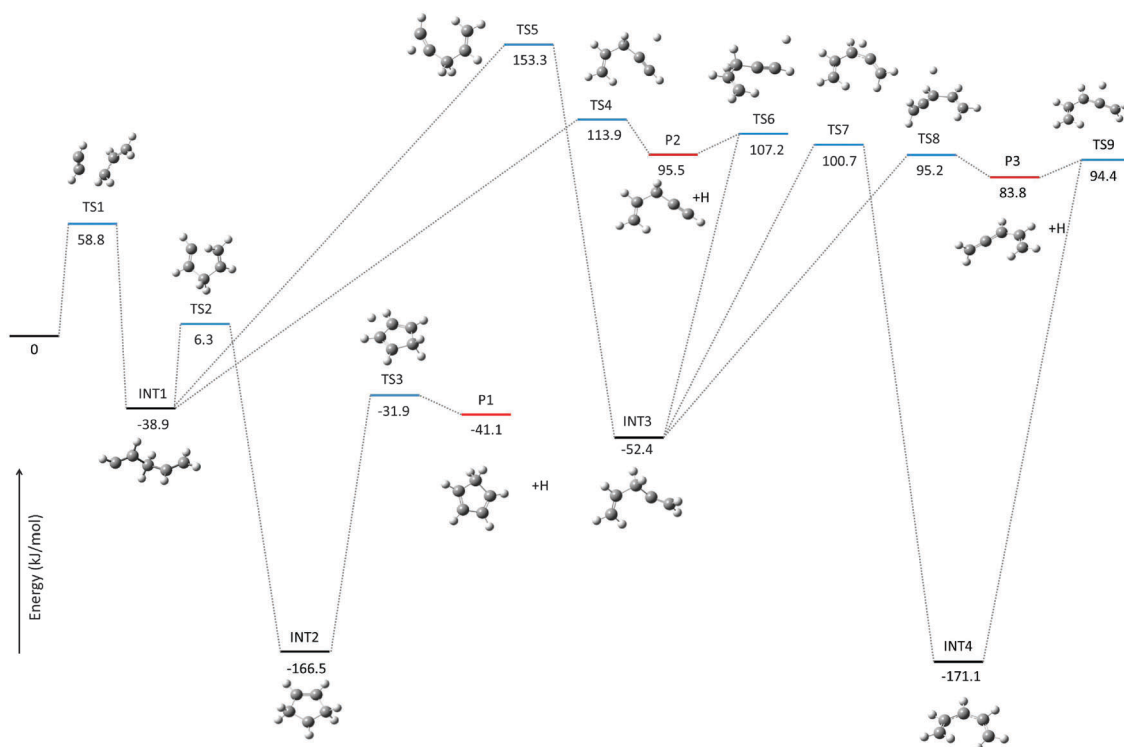 TS5
153.3
TS4
113.9
P2
95.5
+H
TS6
107.2
TS7
100.7
TS8
95.2
P3
83.8
+H
TS9
94.4
TS1
58.8
0
TS2
6.3
INT1
-38.9
TS3
-31.9
P1
-41.1
+H
INT3
-52.4
Energy (kJ/mol)
INT2
-166.5
INT4
-171.1